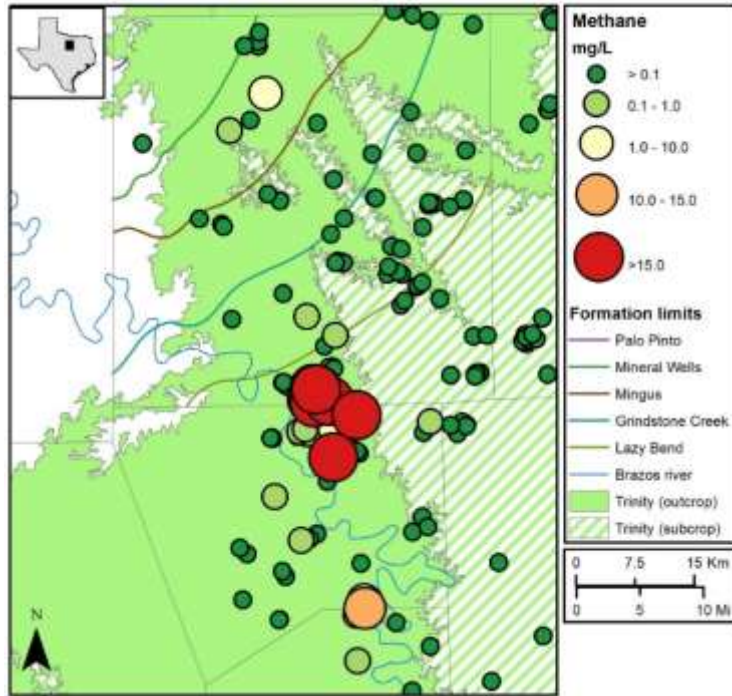 N
Methane
mg/L
> 0.1
0.1 - 1.0
1.0 - 10.0
10.0 - 15.0
>15.0
Formation limits
Palo Pinto
Mineral Wells
Mingus
Grindstone Creek
Lazy Bend
Brazos river
Trinity (outcrop)
Trinity (subcrop)
0 7.5 15 Km
0 5 10 Mi